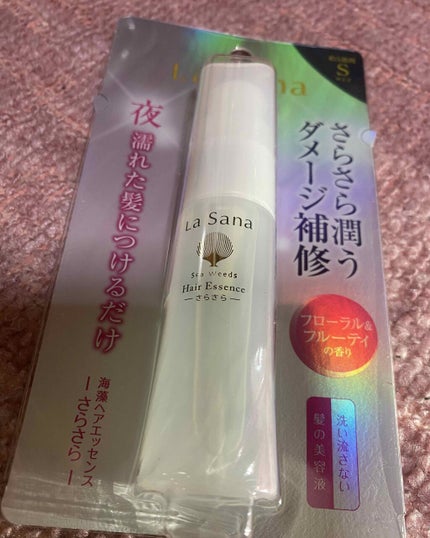 La Sana
S
夜 濡れた髪につけるだけ
海藻ヘアエッセンス
ーさらさらー
La Sana
Sea Weeds
Hair Essence
ーさらさらー
さらさら潤う
ダメージ補修
フローラル&
フルーティ
の香り
洗い流さない
髪の美容液